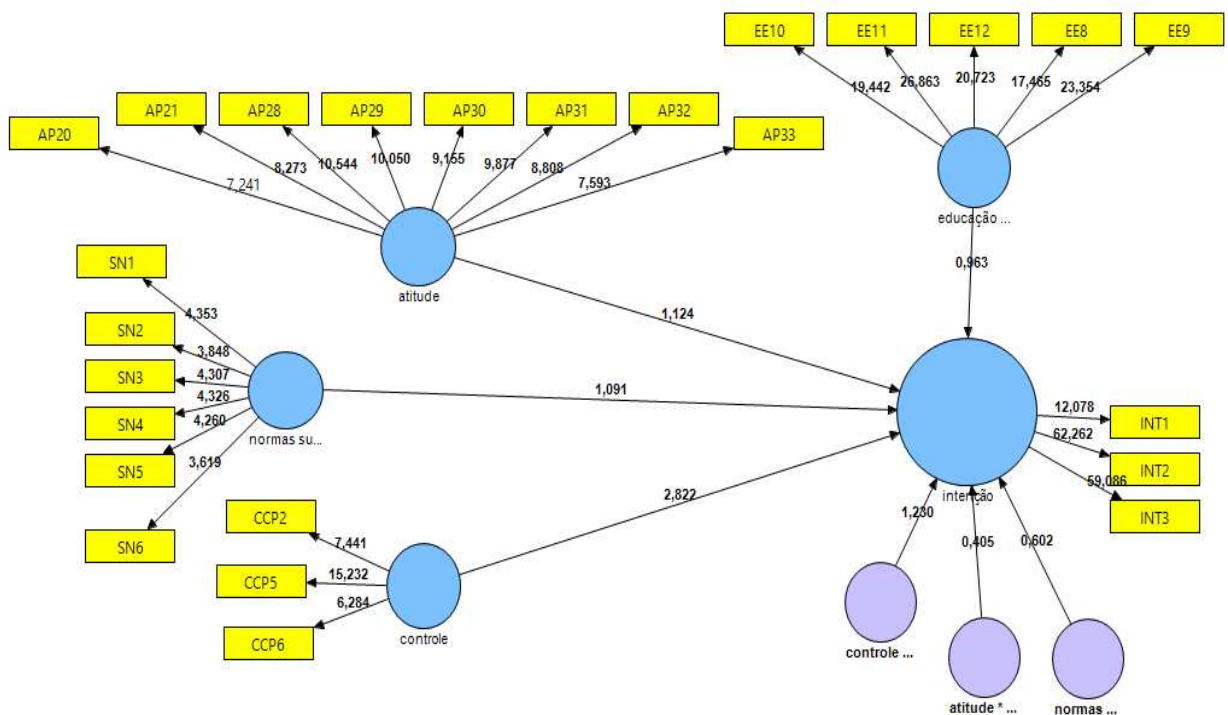 EE10
EE11
EE12
EE8
EE9
19,442
26,863
20,723
17,465
23,354
AP20
AP21
AP28
AP29
AP30
AP31
AP32
AP33
7,241
8,273
10,544
10,050
9,155
9,877
8,808
7,593
educação ...
0,963
atitude
1,124
SN1
SN2
SN3
SN4
SN5
SN6
4,353
3,848
4,307
4,326
4,260
3,619
normas su...
1,091
intenção
12,078
62,262
59,086
INT1
INT2
INT3
CCP2
CCP5
CCP6
7,441
15,232
6,284
controle
2,822
1,230
0,405
0,602
controle ...
atitude * ...
normas ...